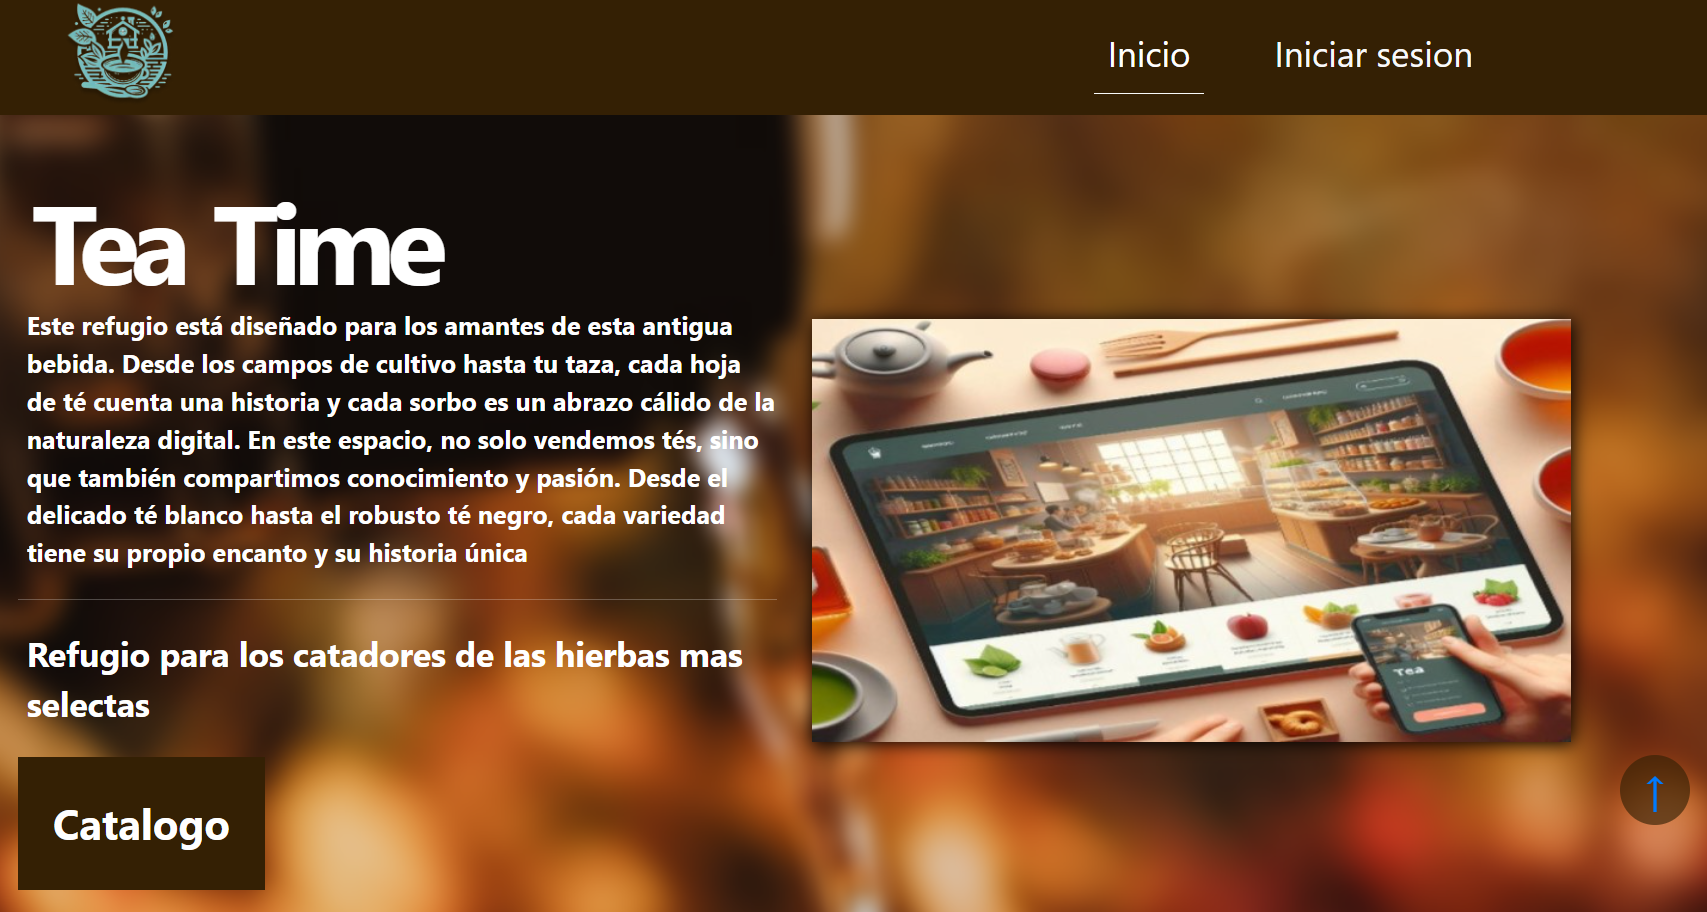 Inicio
Iniciar sesion
Tea Time
Este refugio está diseñado para los amantes de esta antigua
bebida. Desde los campos de cultivo hasta tu taza, cada hoja
de té cuenta una historia y cada sorbo es un abrazo cálido de la
naturaleza digital. En este espacio, no solo vendemos tés, sino
que también compartimos conocimiento y pasión. Desde el
delicado té blanco hasta el robusto té negro, cada variedad
tiene su propio encanto y su historia única
Refugio para los catadores de las hierbas mas
selectas
Catalogo
Tea